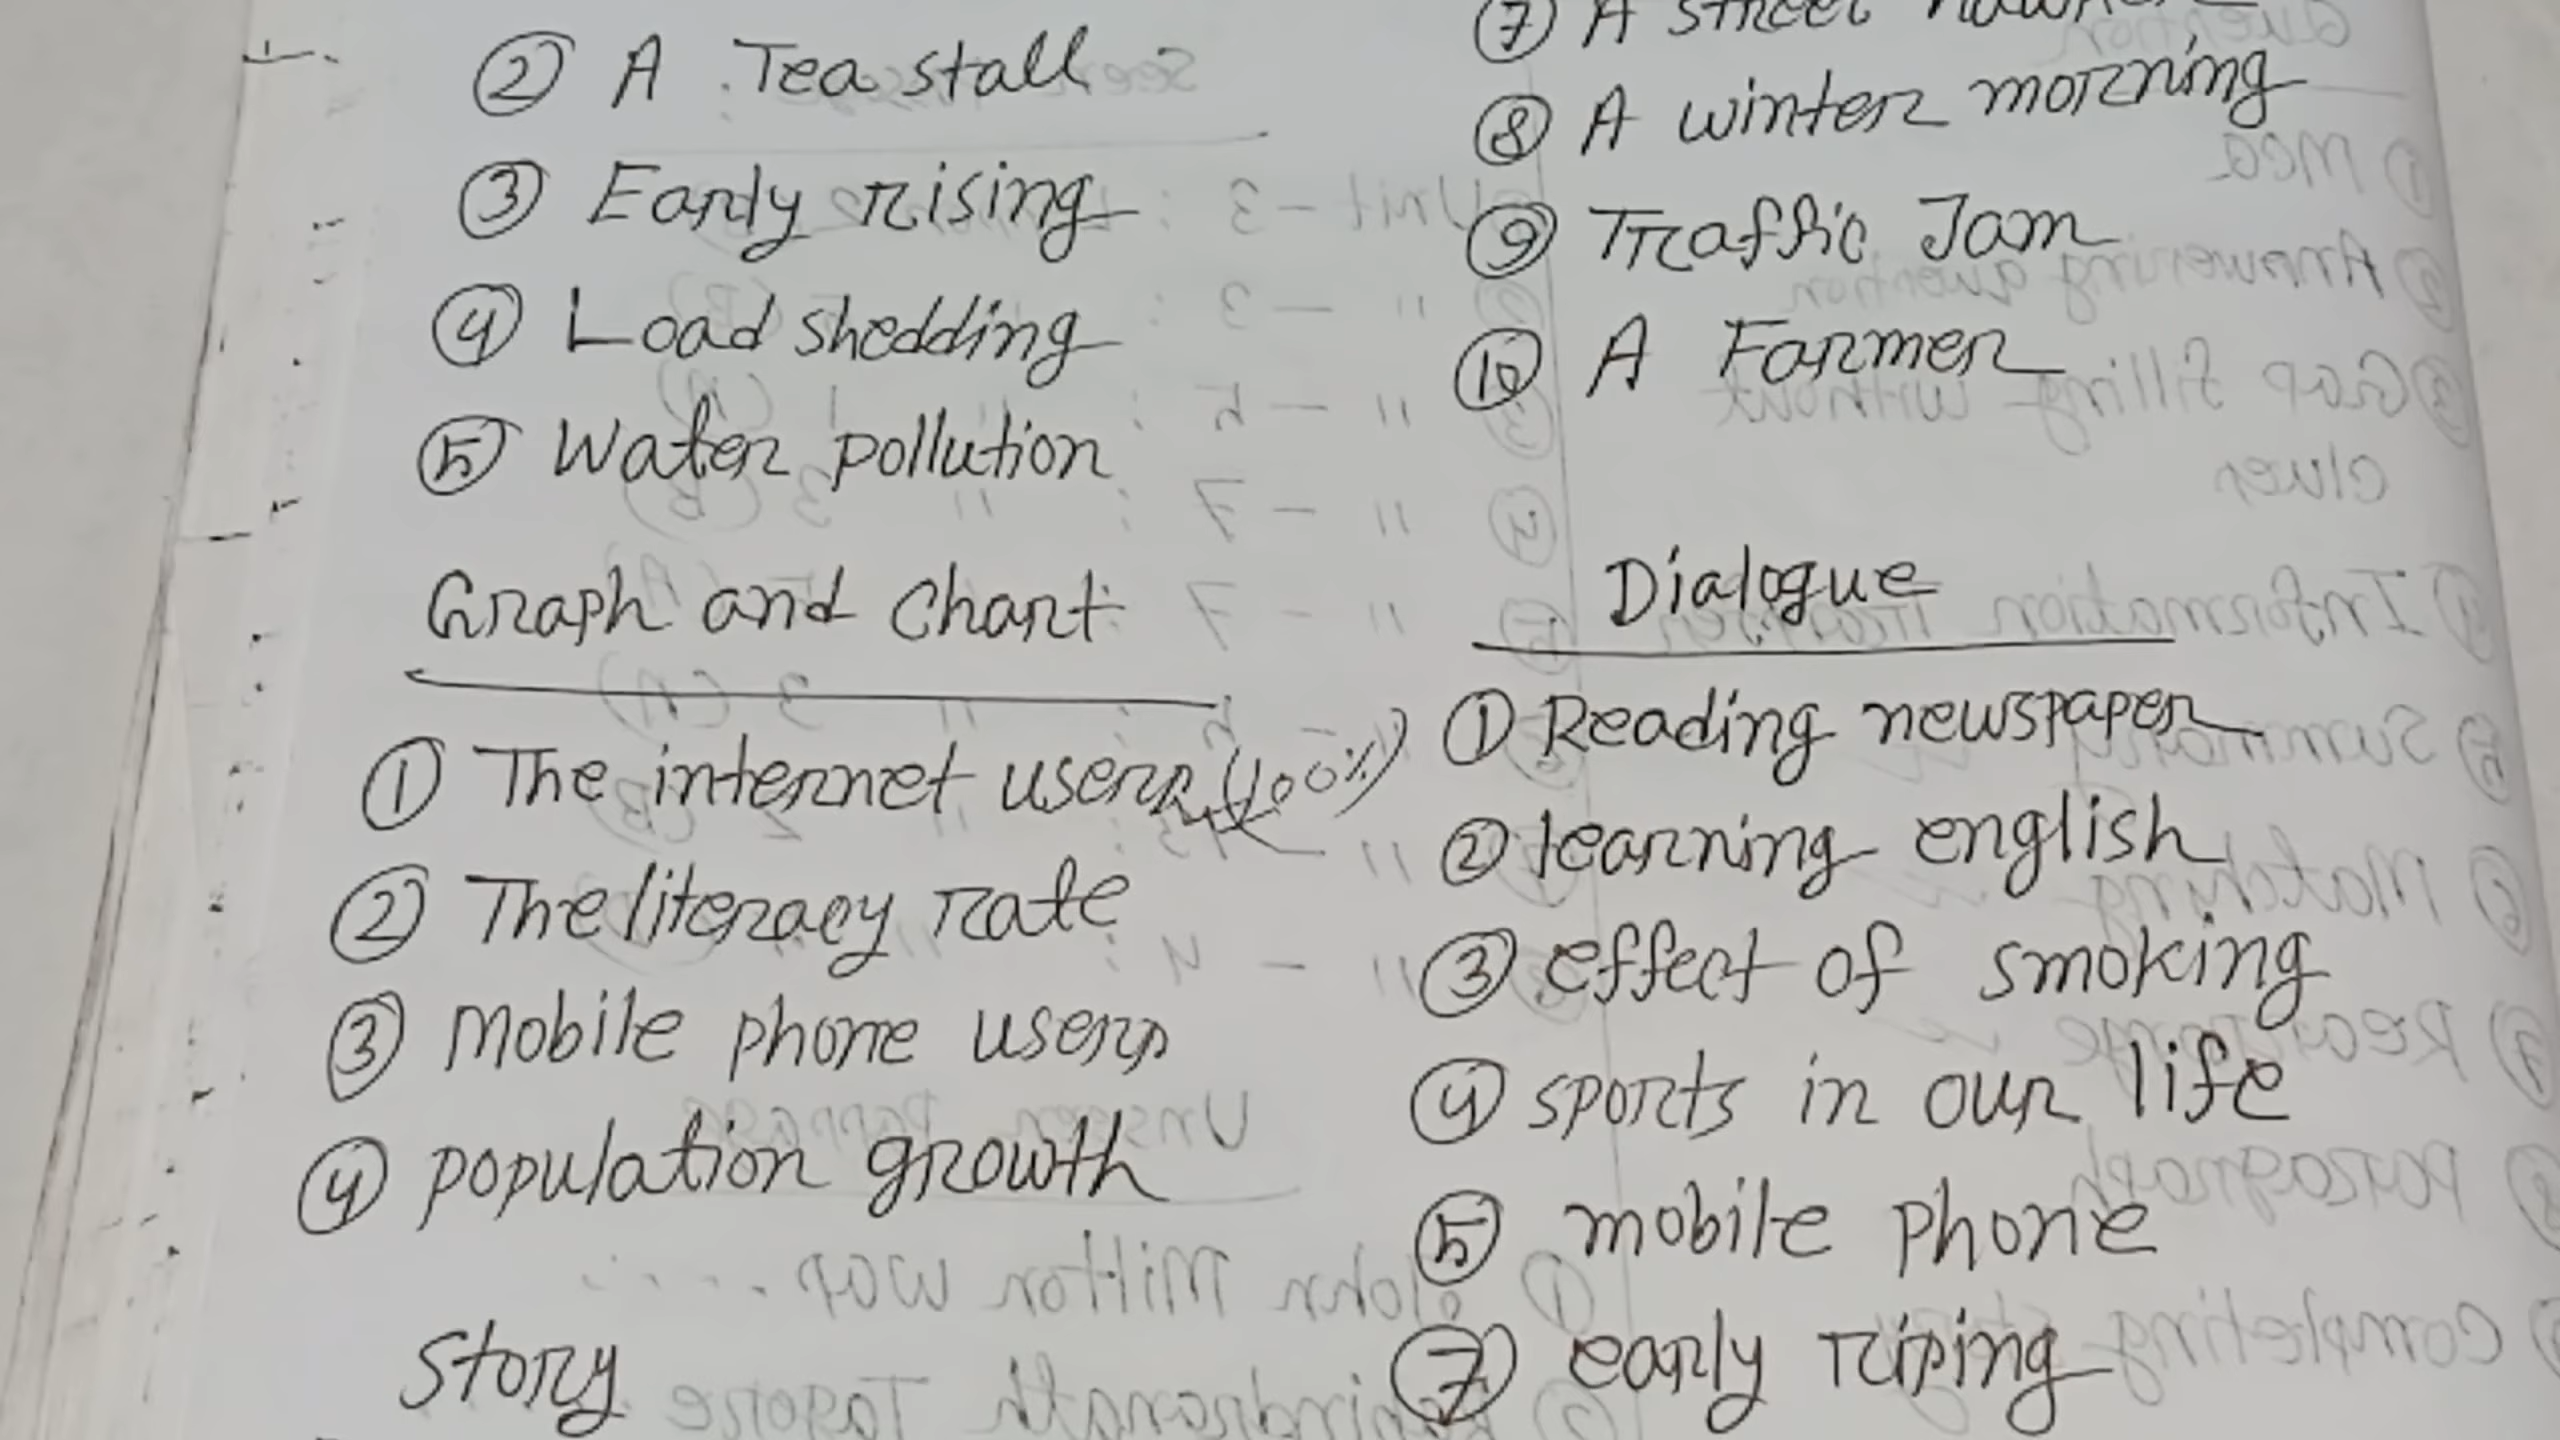 ② A Tea stall
③ Early rising
④ Load shedding
⑤ Water pollution
Graph and chart
① The internet users (100%)
② The literacy rate
③ mobile phone users
④ population growth
Story
⑦ A street
⑧ A winter morning
⑨ Traffic Jam
⑩ A Farmer
Dialogue
① Reading newspaper
② learning english
③ effect of smoking
④ sports in our life
⑤ mobile phone
⑦ early rising